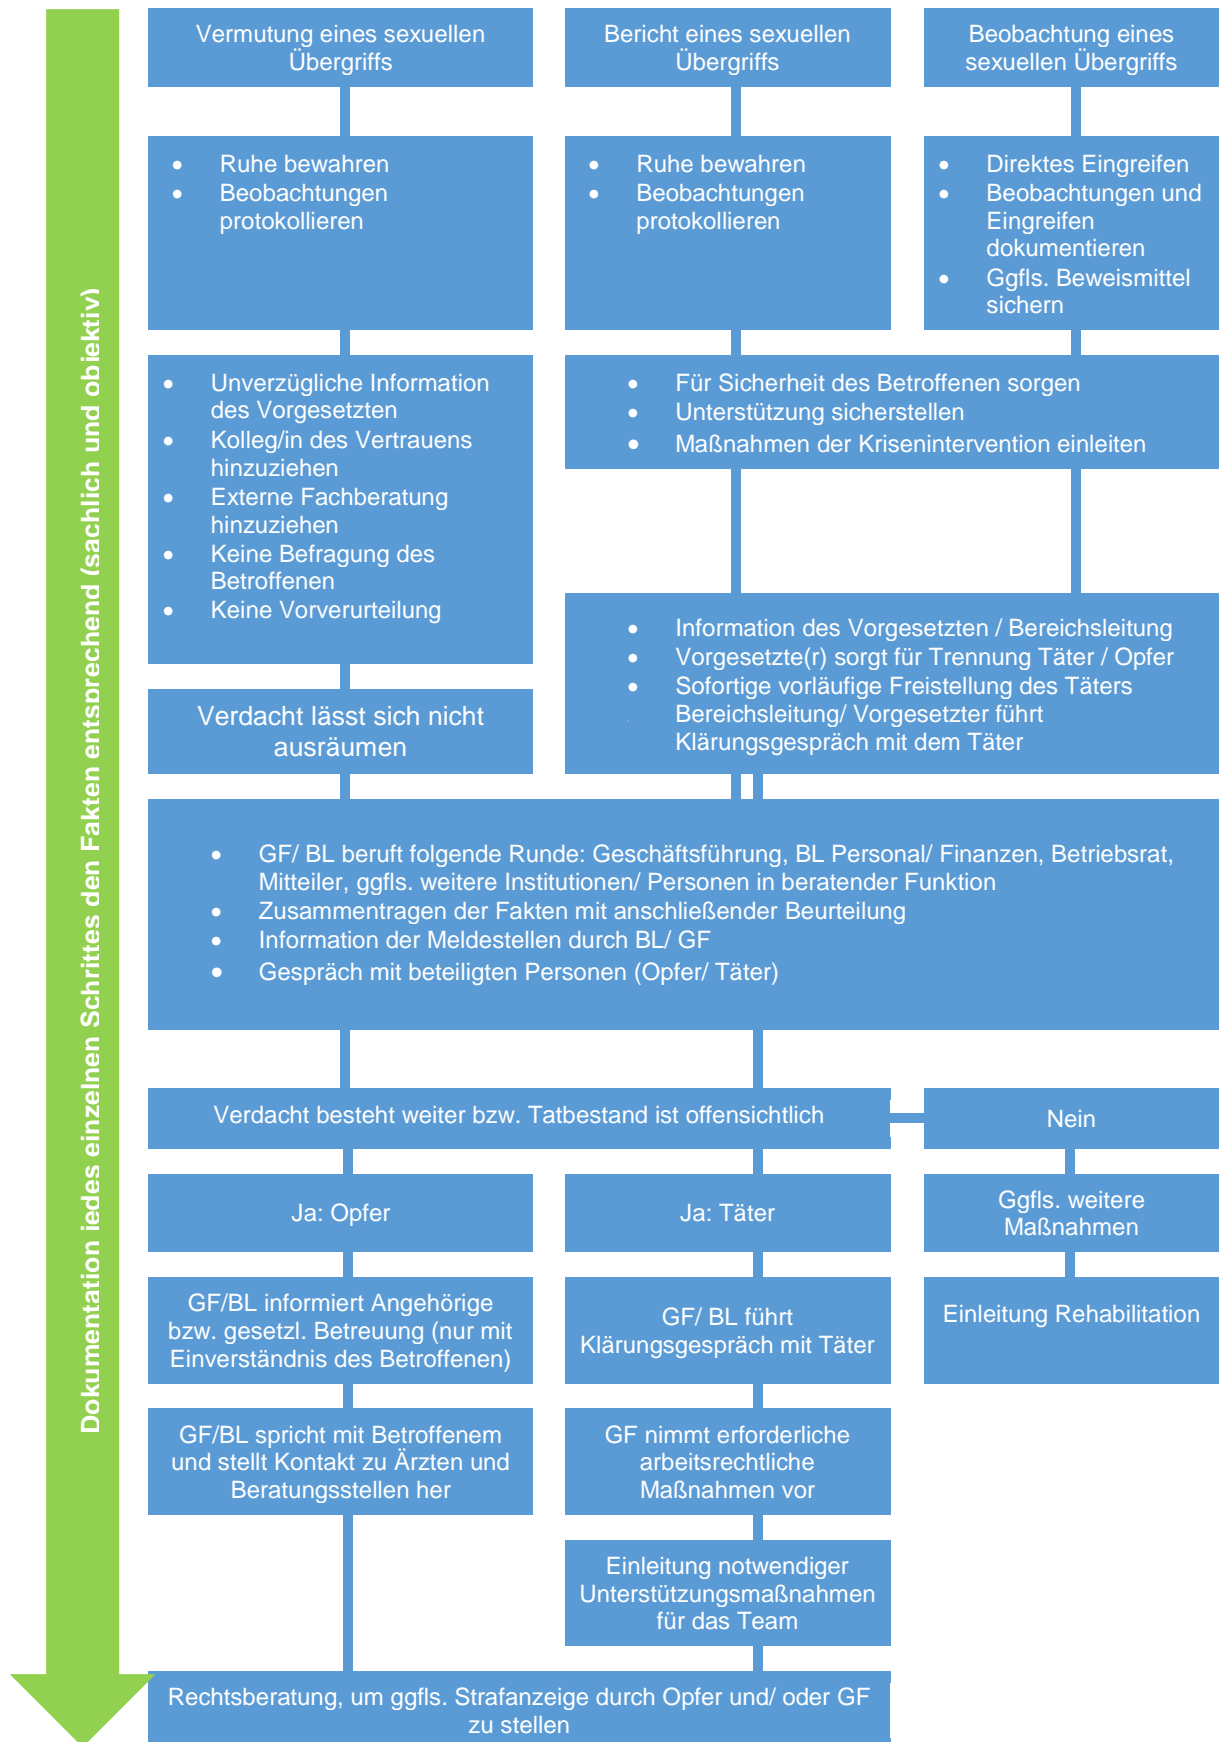 Vermutung eines sexuellen
Übergriffs
Bericht eines sexuellen
Übergriffs
Beobachtung eines
sexuellen Übergriffs
• Ruhe bewahren
• Beobachtungen
protokollieren
• Ruhe bewahren
• Beobachtungen
protokollieren
• Direktes Eingreifen
• Beobachtungen und
Eingreifen
dokumentieren
• Ggfls. Beweismittel
sichern
• Unverzügliche Information
des Vorgesetzten
• Kolleg/in des Vertrauens
hinzuziehen
• Externe Fachberatung
hinzuziehen
• Keine Befragung des
Betroffenen
• Keine Vorverurteilung
• Für Sicherheit des Betroffenen sorgen
• Unterstützung sicherstellen
• Maßnahmen der Krisenintervention einleiten
• Information des Vorgesetzten / Bereichsleitung
• Vorgesetzte(r) sorgt für Trennung Täter / Opfer
• Sofortige vorläufige Freistellung des Täters
Bereichsleitung/ Vorgesetzter führt
Klärungsgespräch mit dem Täter
Verdacht lässt sich nicht
ausräumen
• GF/ BL beruft folgende Runde: Geschäftsführung, BL Personal/ Finanzen, Betriebsrat,
Mitteiler, ggfls. weitere Institutionen/ Personen in beratender Funktion
• Zusammentragen der Fakten mit anschließender Beurteilung
• Information der Meldestellen durch BL/ GF
• Gespräch mit beteiligten Personen (Opfer/ Täter)
Verdacht besteht weiter bzw. Tatbestand ist offensichtlich
Nein
Ja: Opfer
Ja: Täter
Ggfls. weitere
Maßnahmen
GF/BL informiert Angehörige
bzw. gesetzl. Betreuung (nur mit
Einverständnis des Betroffenen)
GF/ BL führt
Klärungsgespräch mit Täter
Einleitung Rehabilitation
GF/BL spricht mit Betroffenem
und stellt Kontakt zu Ärzten und
Beratungsstellen her
GF nimmt erforderliche
arbeitsrechtliche
Maßnahmen vor
Einleitung notwendiger
Unterstützungsmaßnahmen
für das Team
Rechtsberatung, um ggfls. Strafanzeige durch Opfer und/ oder GF
zu stellen
Dokumentation jedes einzelnen Schrittes den Fakten entsprechend (sachlich und objektiv)